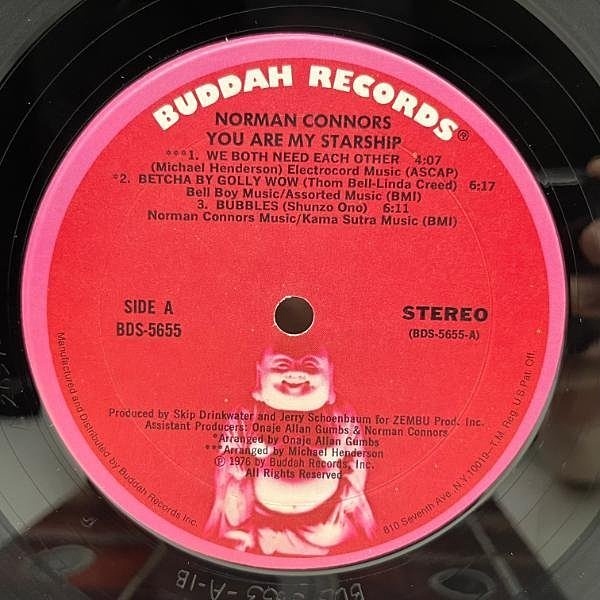 BUDDAH RECORDS®
NORMAN CONNORS
YOU ARE MY STARSHIP
***1. WE BOTH NEED EACH OTHER 4:07
(Michael Henderson) Electrocord Music (ASCAP)
*2. BETCHA BY GOLLY WOW (Thom Bell-Linda Creed) 6:17
Bell Boy Music/Assorted Music (BMI)
3. BUBBLES (Shunzo Ono) 6:11
Norman Connors Music/Kama Sutra Music (BMI)
SIDE A
BDS-5655
STEREO
(BDS-5655-A)
Produced by Skip Drinkwater and Jerry Schoenbaum for ZEMBU Prod. Inc.
Assistant Producers: Onaje Allan Gumbs & Norman Connors
*Arranged by Onaje Allan Gumbs
***Arranged by Michael Henderson
℗ 1976 by Buddah Records, Inc.
All Rights Reserved
Manufactured and Distributed by Buddah Records Inc.
810 Seventh Ave. N.Y. 10019-T.M. Reg. U.S. Pat. Off.